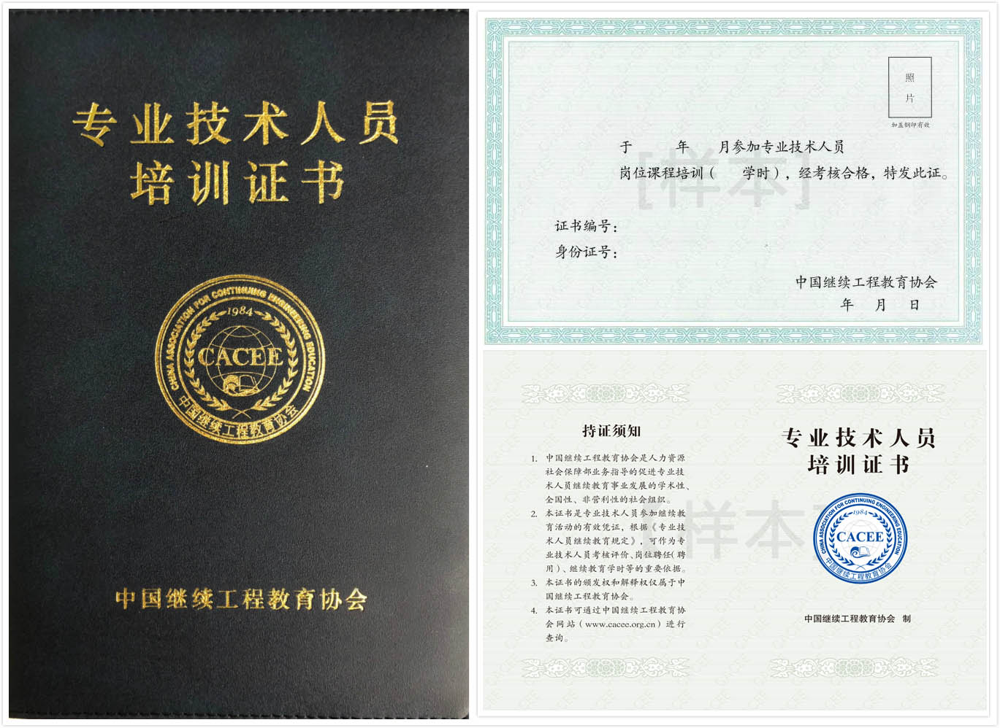 专业技术人员
培训证书
CHINA ASSOCIATION FOR CONTINUING ENGINEERING EDUCATION
1984
CACEE
中国继续工程教育协会
中国继续工程教育协会
照
片
加盖钢印有效
于 年 月参加专业技术人员
岗位课程培训( 学时),经考核合格,特发此证。
[样本]
证书编号:
身份证号:
中国继续工程教育协会
年 月 日
持证须知
1. 中国继续工程教育协会是人力资源
社会保障部业务指导的促进专业技
术人员继续教育事业发展的学术性、
全国性、非营利性的社会组织。
2. 本证书是专业技术人员参加继续教
育活动的有效凭证,根据《专业技
术人员继续教育规定》,可作为专
业技术人员考核评价、岗位聘任(聘
用)、继续教育学时等的重要依据。
3. 本证书的颁发权和解释权仅属于中
国继续工程教育协会。
4. 本证书可通过中国继续工程教育协
会网站(www.cacee.org.cn)进行
查询。
[样本]
专业技术人员
培训证书
CHINA ASSOCIATION FOR CONTINUING ENGINEERING EDUCATION
1984
CACEE
中国继续工程教育协会
中国继续工程教育协会 制